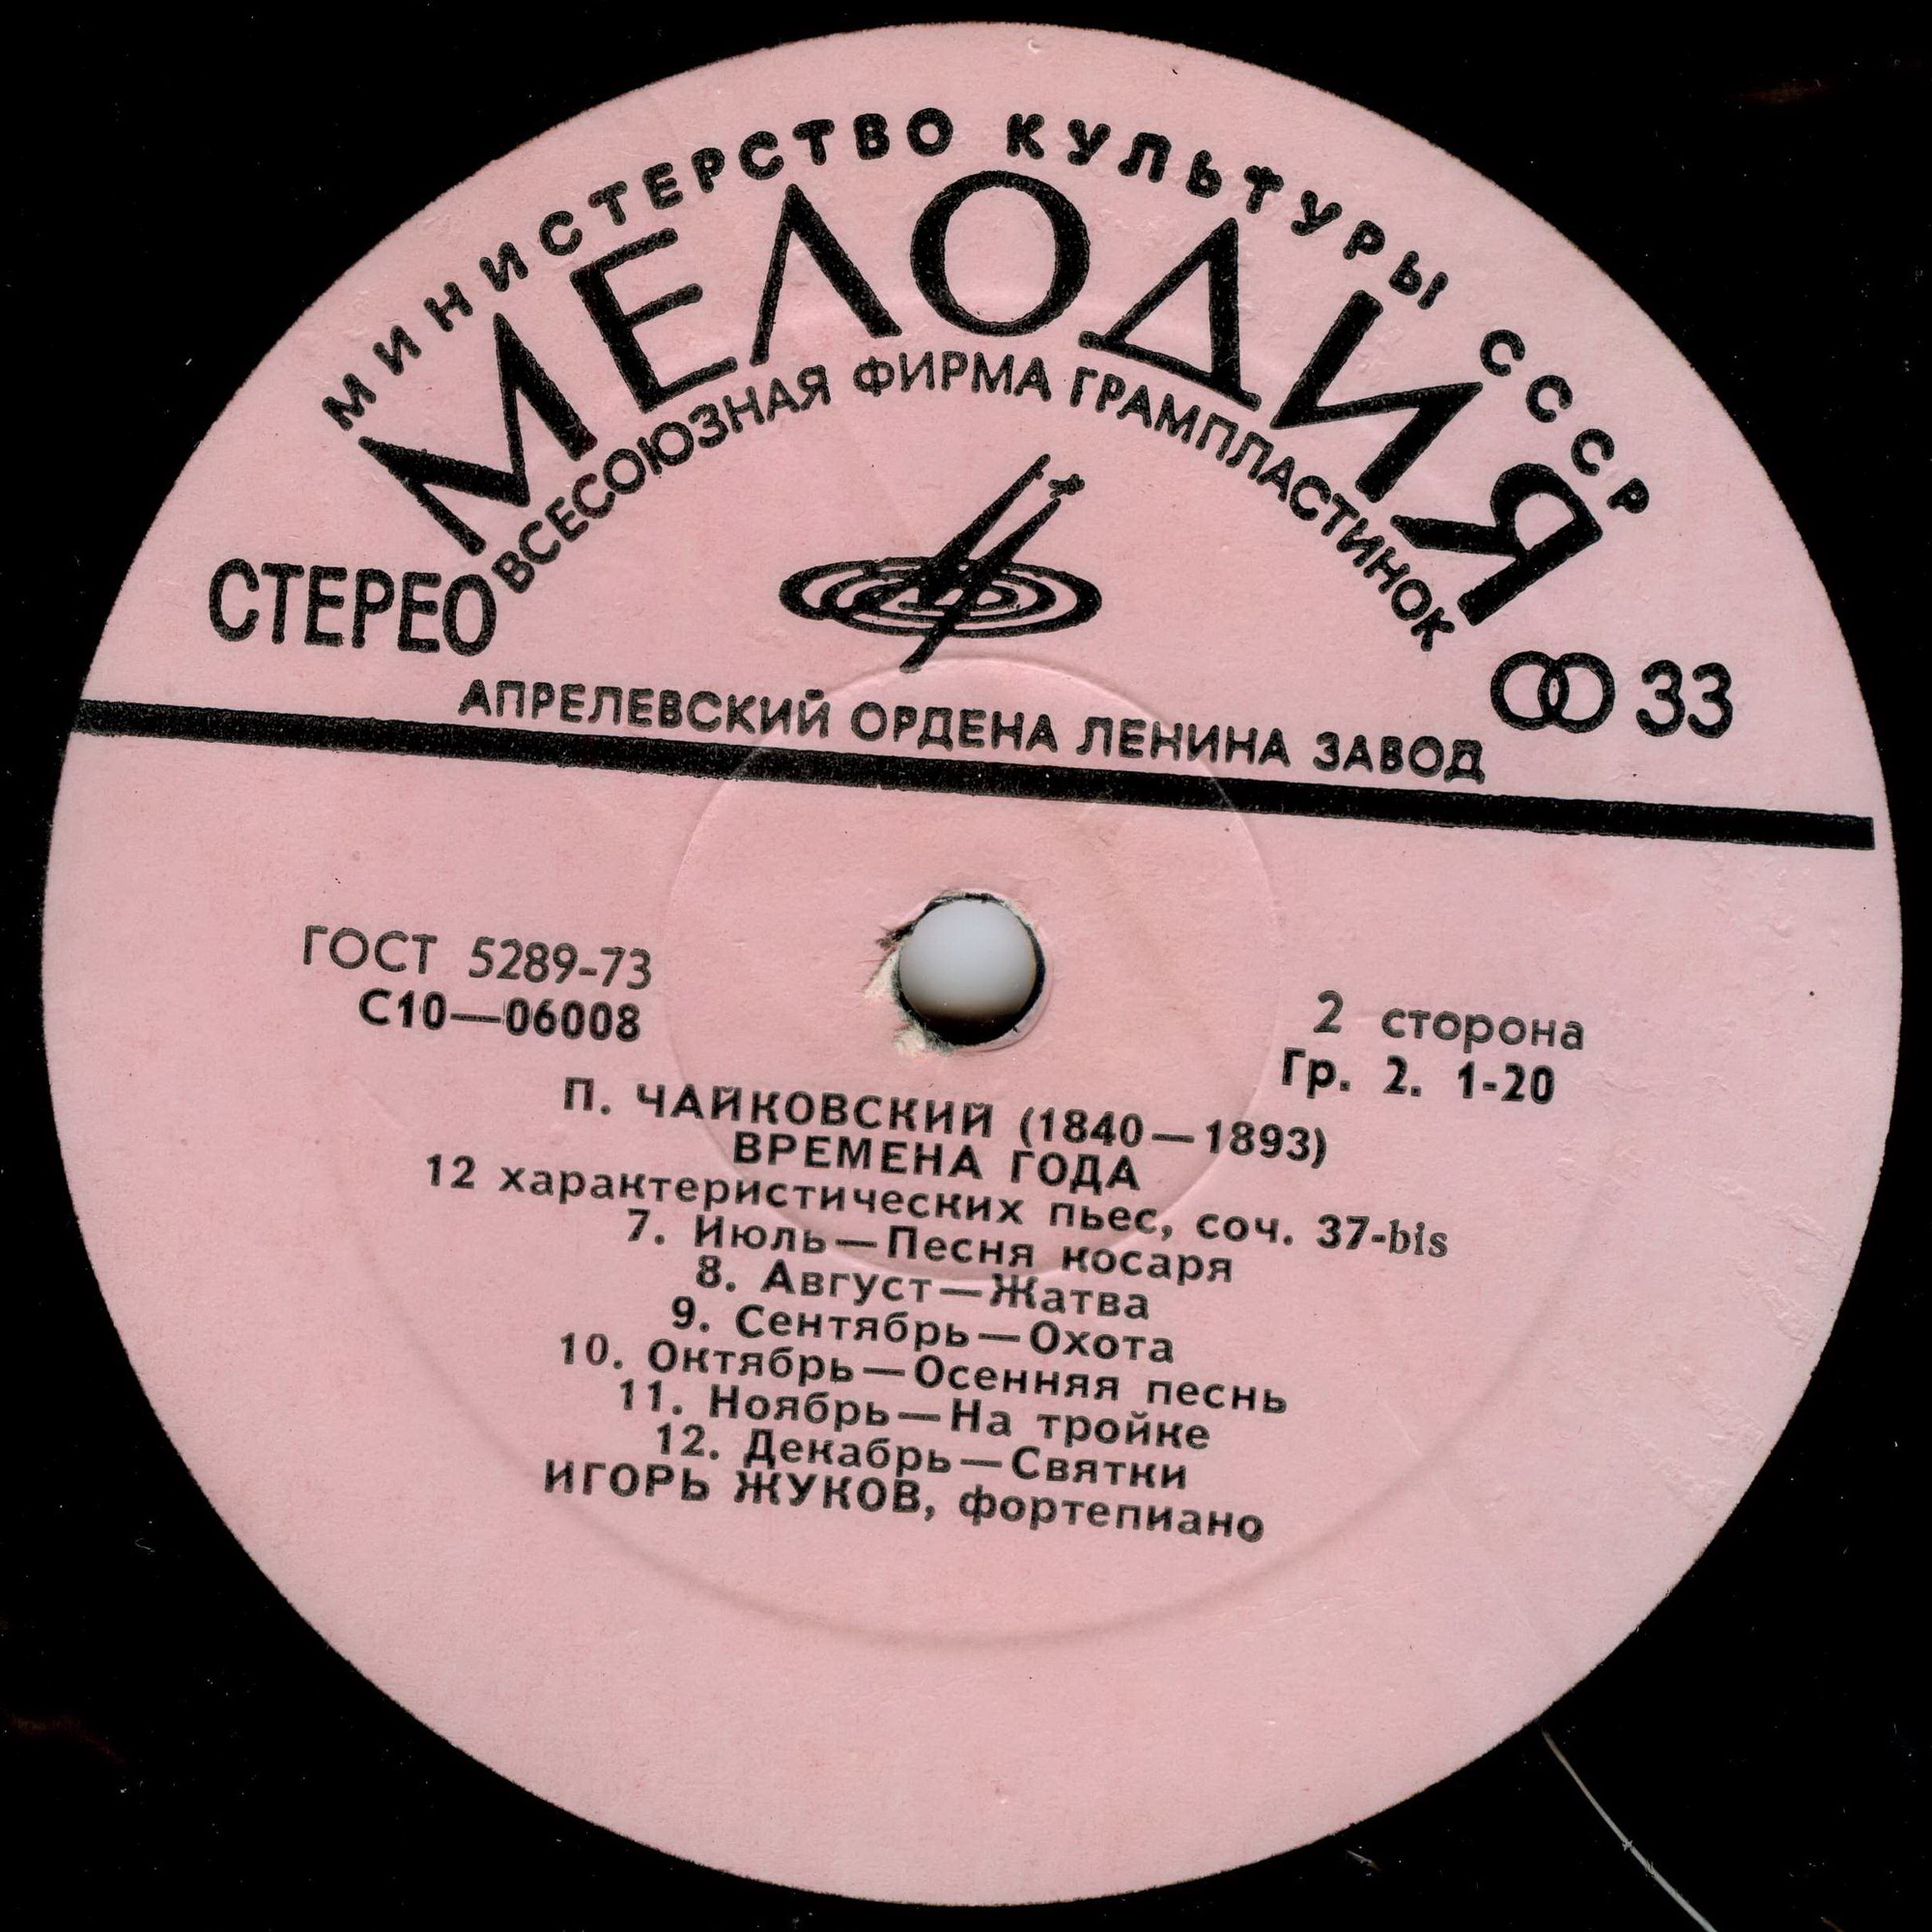 МИНИСТЕРСТВО КУЛЬТУРЫ СССР
МЕЛОДИЯ
ВСЕСОЮЗНАЯ ФИРМА ГРАМПЛАСТИНОК
СТЕРЕО
33
АПРЕЛЕВСКИЙ ОРДЕНА ЛЕНИНА ЗАВОД
ГОСТ 5289-73
С10—06008
2 сторона
Гр. 2. 1-20
П. ЧАЙКОВСКИЙ (1840—1893)
ВРЕМЕНА ГОДА
12 характеристических пьес, соч. 37-bis
7. Июль—Песня косаря
8. Август—Жатва
9. Сентябрь—Охота
10. Октябрь—Осенняя песнь
11. Ноябрь—На тройке
12. Декабрь—Святки
ИГОРЬ ЖУКОВ, фортепиано